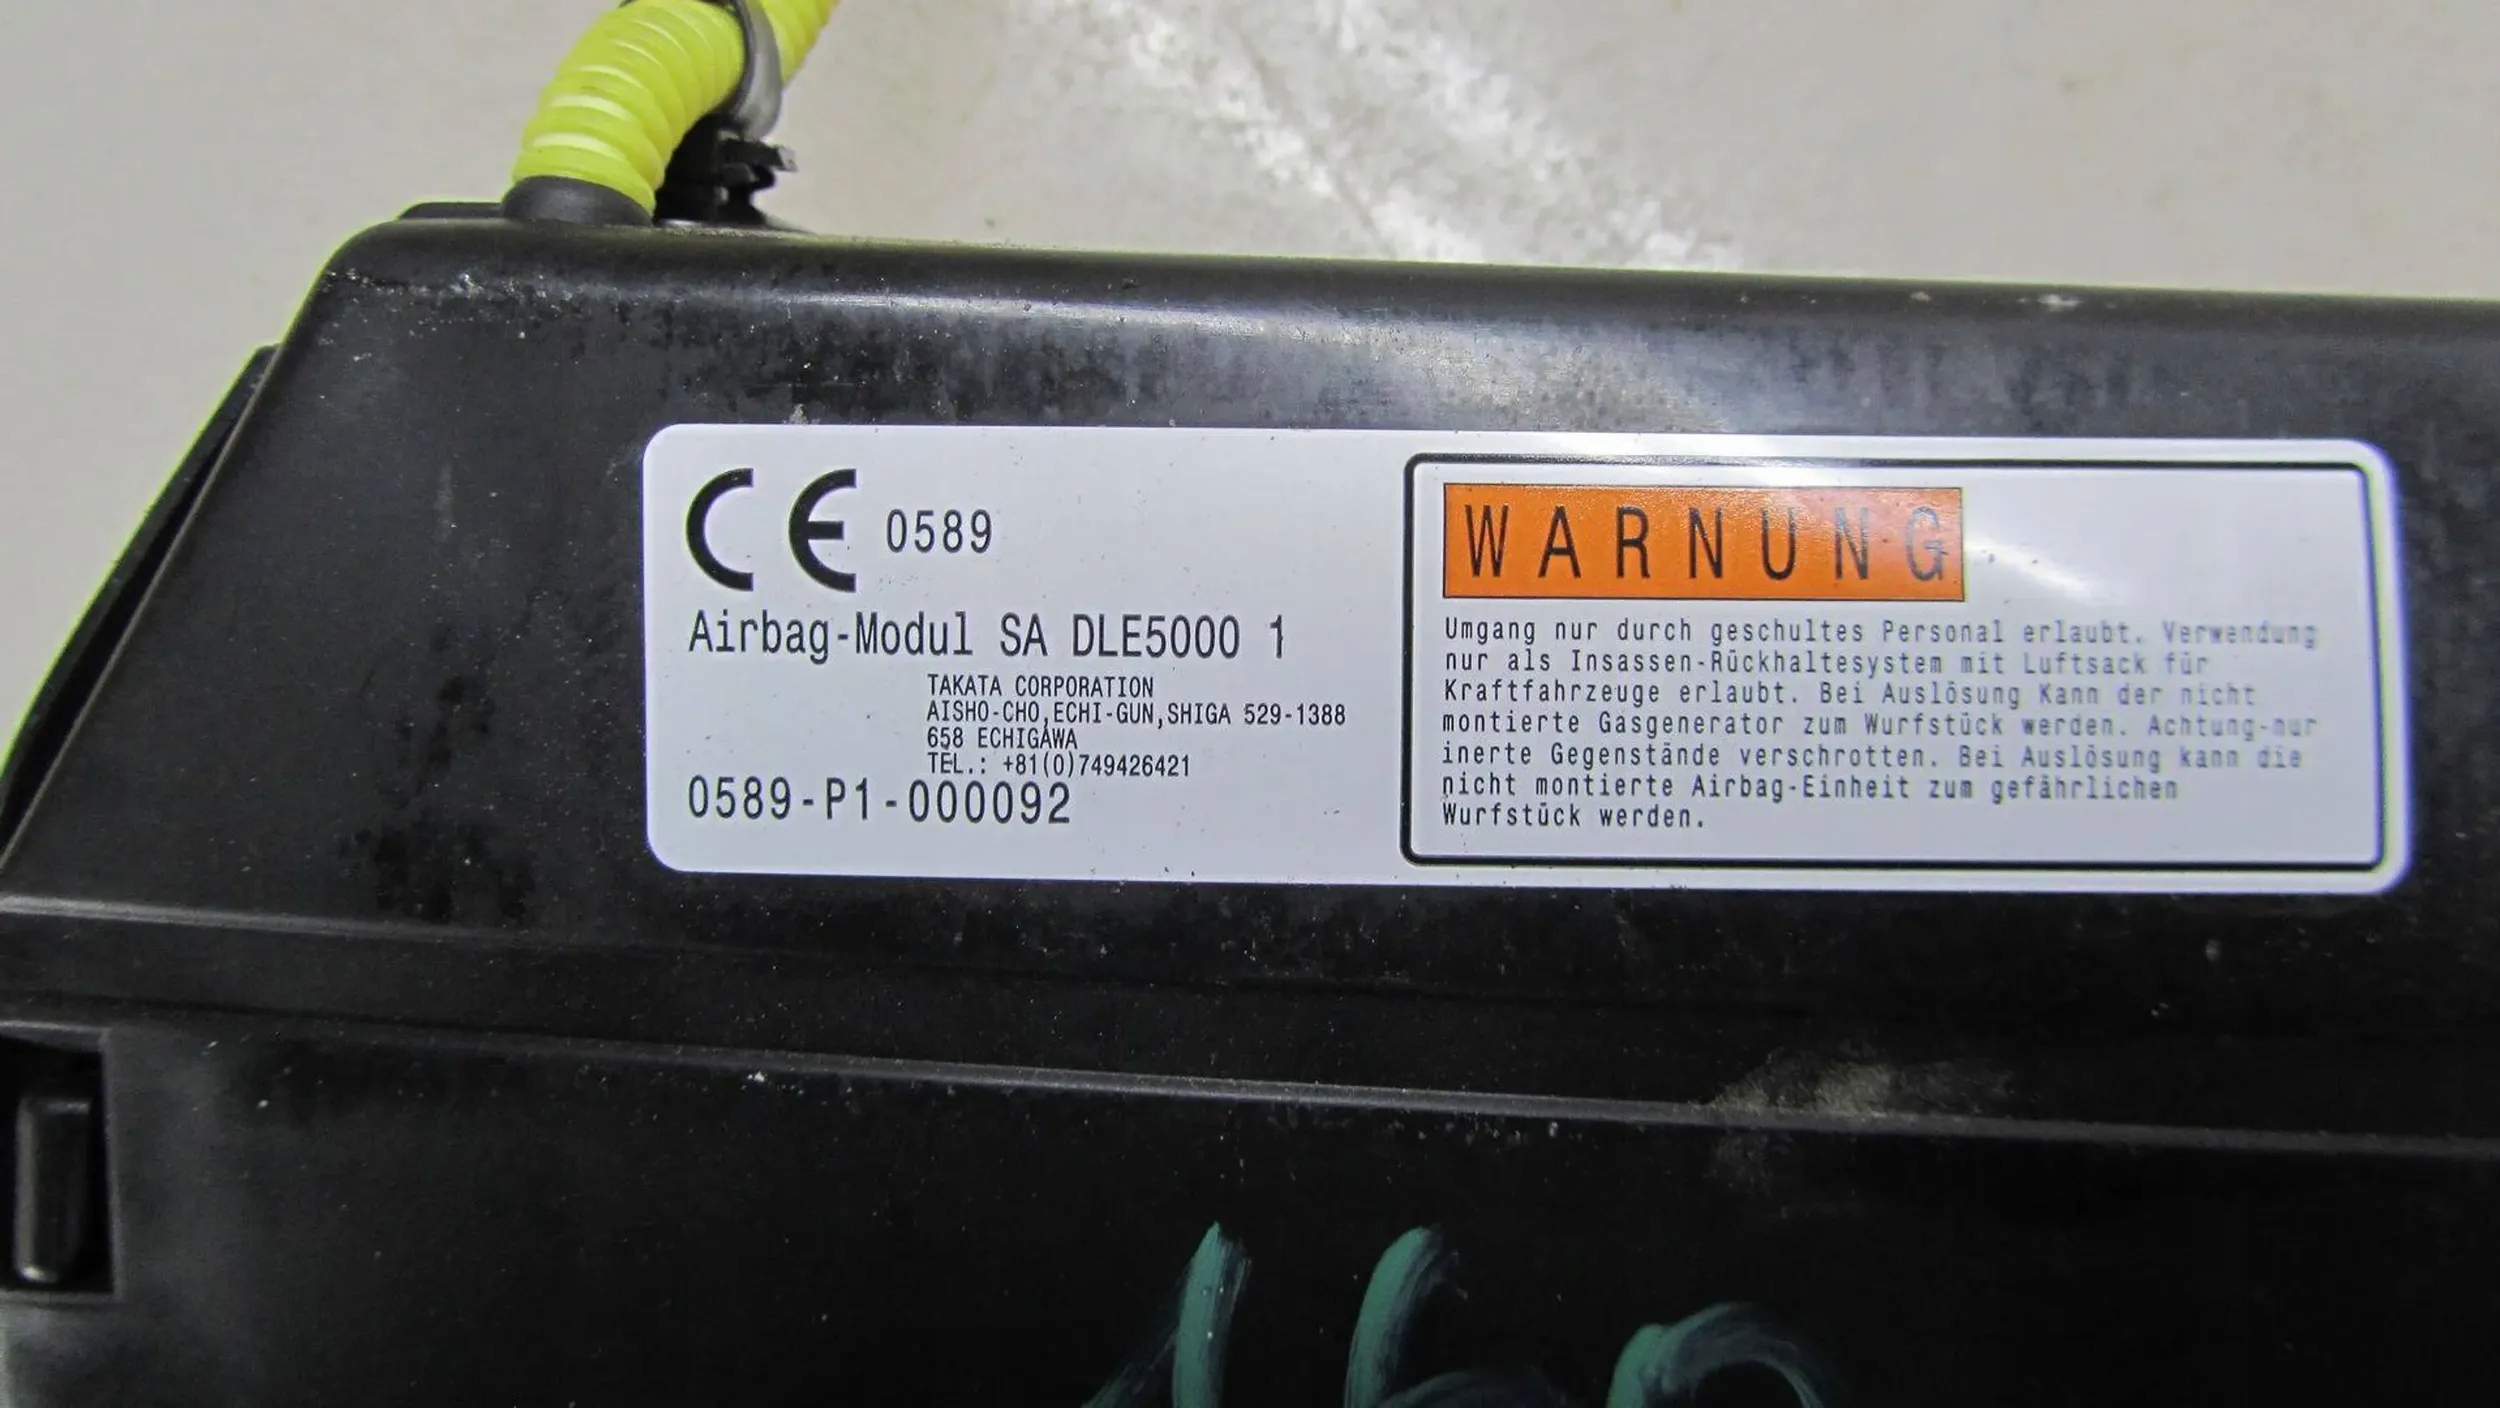 CE 0589
Airbag-Modul SA DLE5000 1
TAKATA CORPORATION
AISHO-CHO,ECHI-GUN,SHIGA 529-1388
658 ECHIGAWA
TEL.: +81(0)749426421
0589-P1-000092
WARNUNG
Umgang nur durch geschultes Personal erlaubt. Verwendung
nur als Insassen-Rückhaltesystem mit Luftsack für
Kraftfahrzeuge erlaubt. Bei Auslösung Kann der nicht
montierte Gasgenerator zum Wurfstück werden. Achtung-nur
inerte Gegenstände verschrotten. Bei Auslösung kann die
nicht montierte Airbag-Einheit zum gefährlichen
Wurfstück werden.